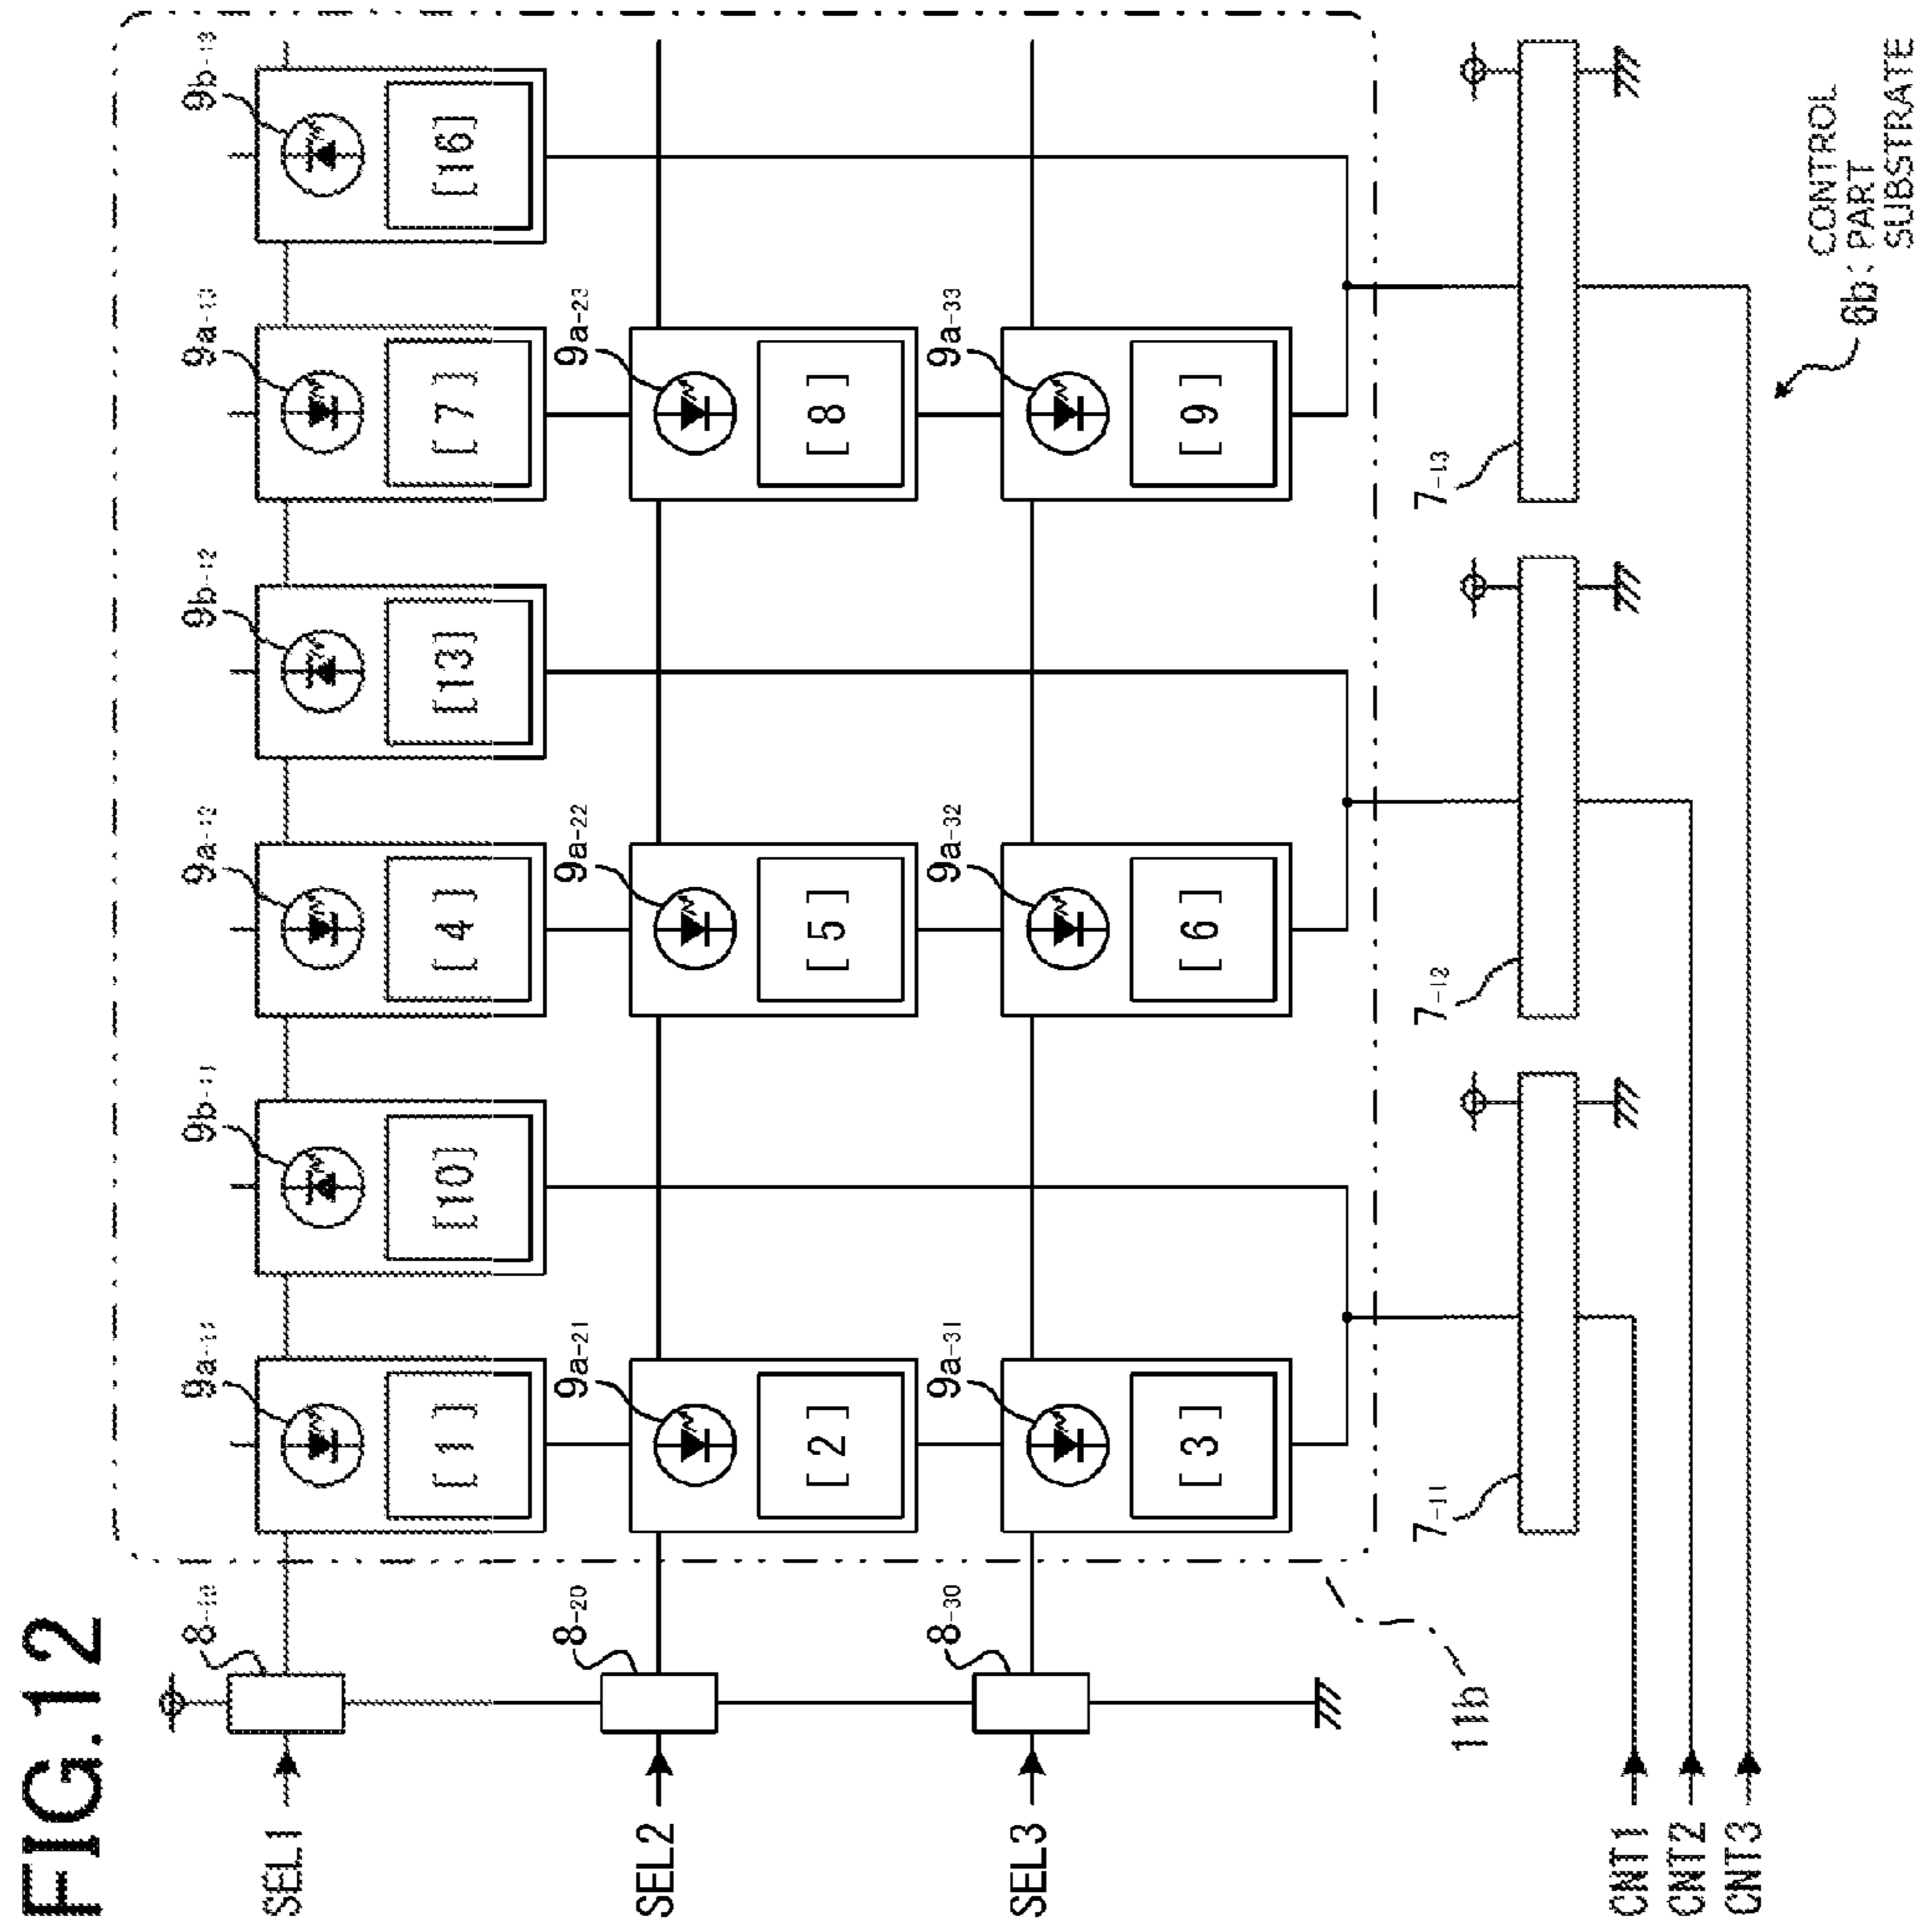 FIG.12
9a-11
9b-11
9a-12
9b-12
9a-13
9b-13
8-10
SEL1
[1]
[10]
[4]
[13]
[7]
[16]
9a-21
9a-22
9a-23
8-20
SEL2
[2]
[5]
[8]
9a-31
9a-32
9a-33
8-30
SEL3
[3]
[6]
[9]
11b
7-11
7-12
7-13
CNT1
CNT2
CNT3
6b: CONTROL
PART
SUBSTRATE